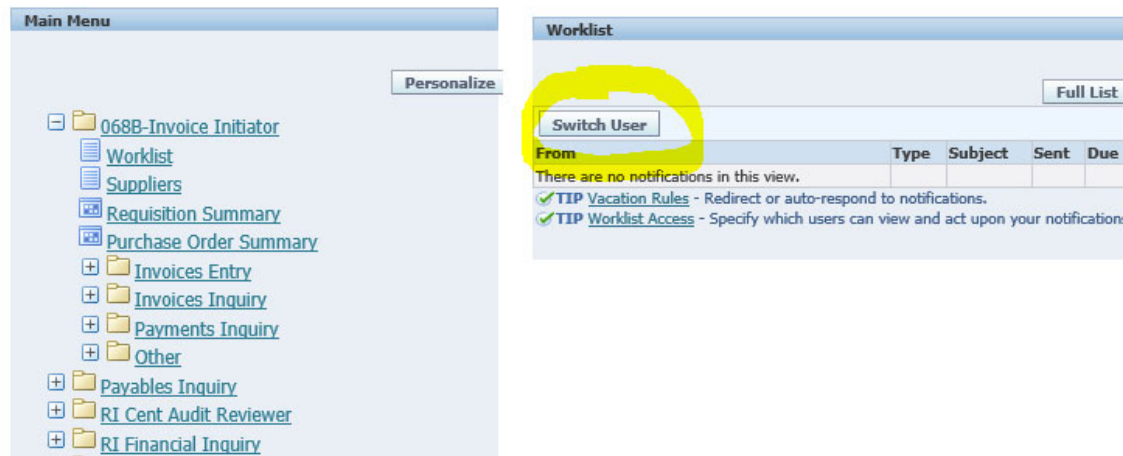 Main Menu
Personalize
068B-Invoice Initiator
Worklist
Suppliers
Requisition Summary
Purchase Order Summary
Invoices Entry
Invoices Inquiry
Payments Inquiry
Other
Payables Inquiry
RI Cent Audit Reviewer
RI Financial Inquiry
Worklist
Full List
Switch User
From Type Subject Sent Due
There are no notifications in this view.
TIP Vacation Rules - Redirect or auto-respond to notifications.
TIP Worklist Access - Specify which users can view and act upon your notifications